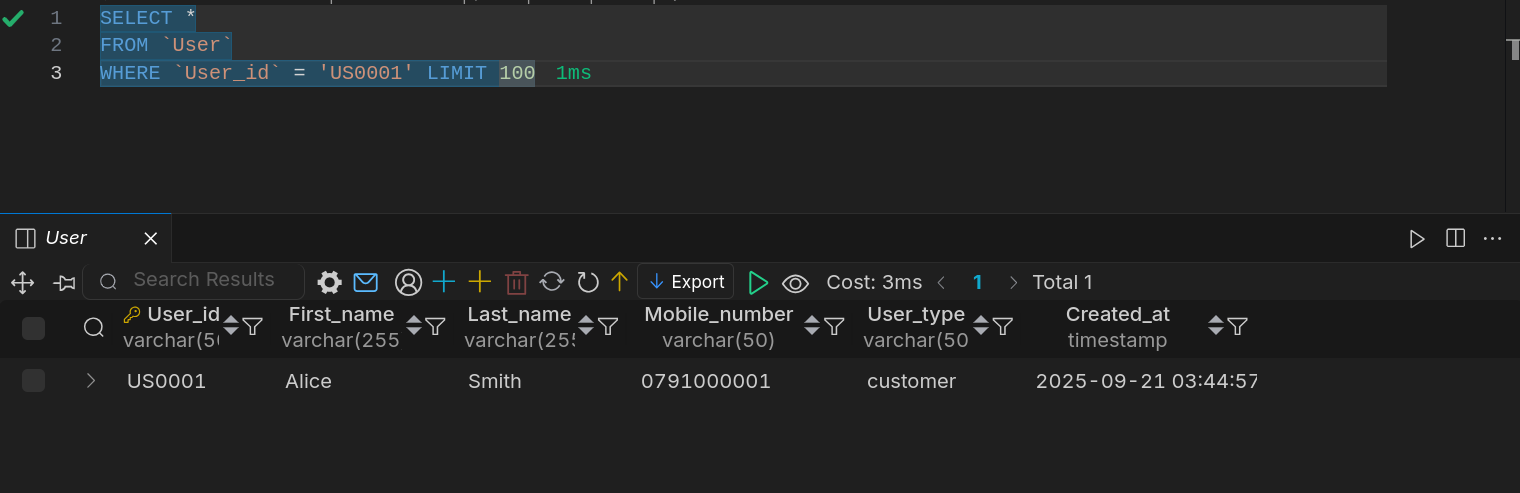 1 SELECT *
2 FROM `User`
3 WHERE `User_id` = 'US0001' LIMIT 100 1ms
User
Search Results Export Cost: 3ms 1 Total 1
User_id First_name Last_name Mobile_number User_type Created_at
varchar(50 varchar(255 varchar(255 varchar(50) varchar(50 timestamp
US0001 Alice Smith 0791000001 customer 2025-09-21 03:44:57